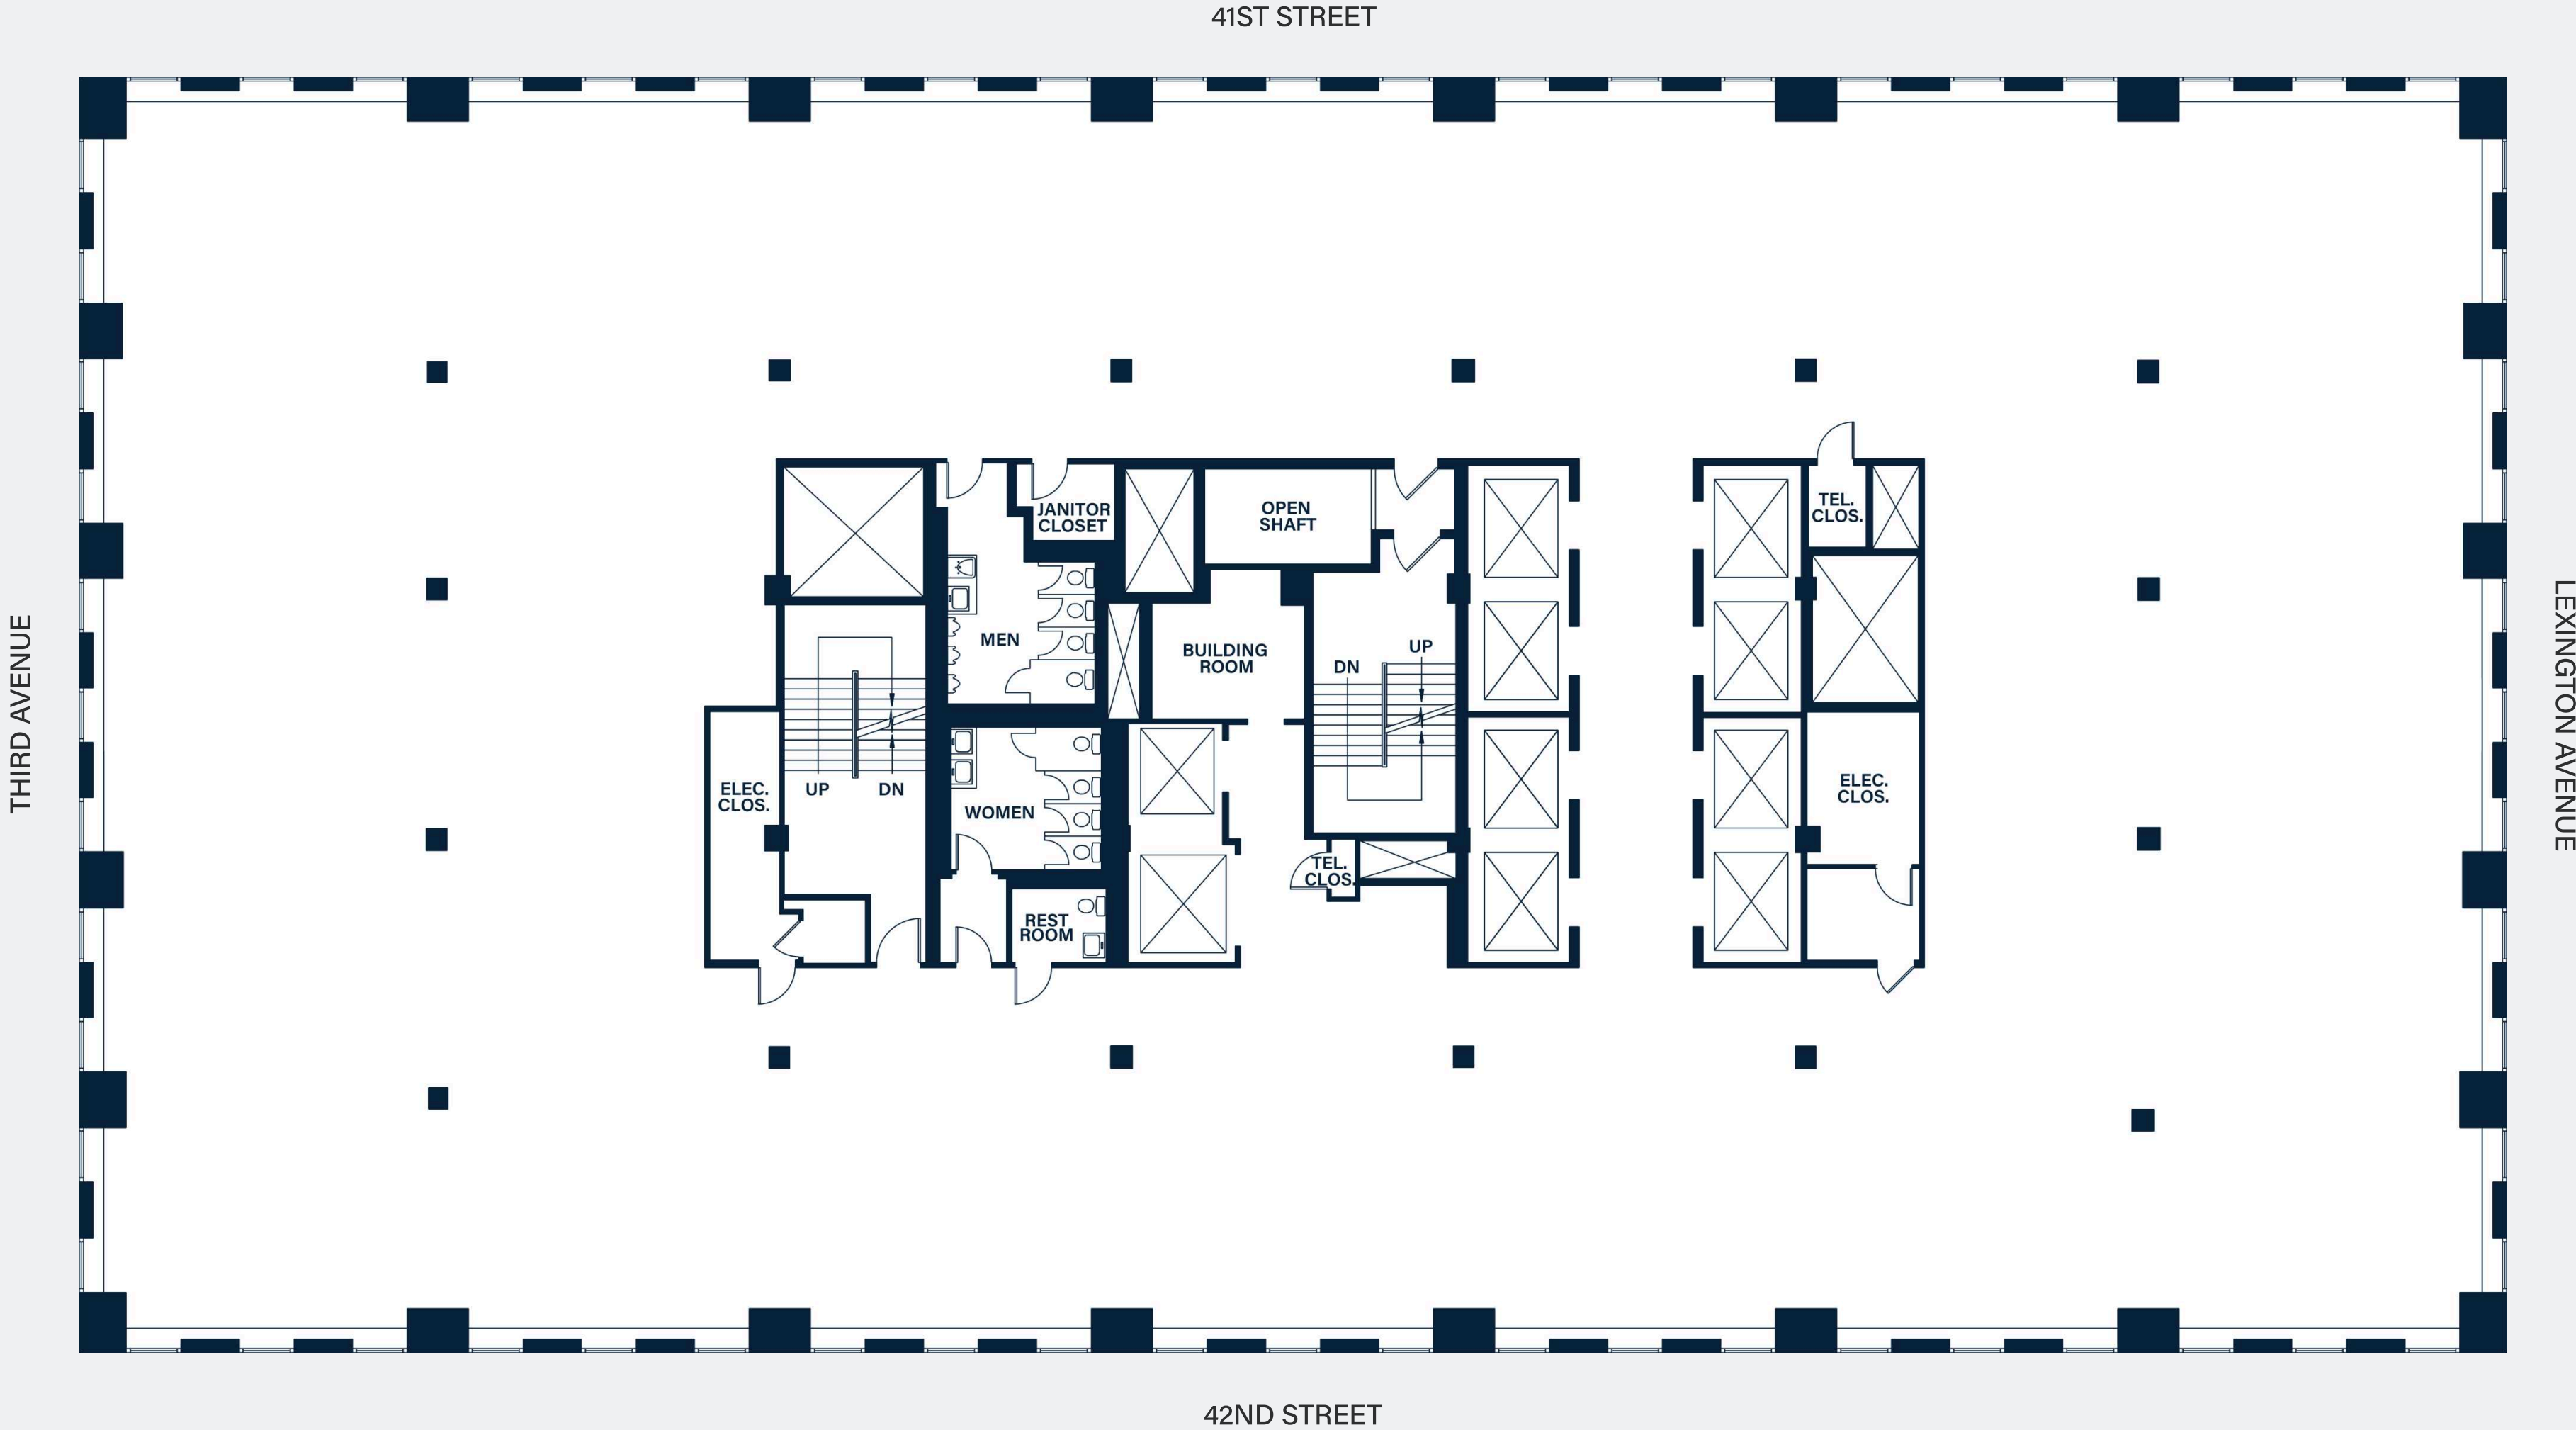 41ST STREET
THIRD AVENUE
LEXINGTON AVENUE
JANITOR
CLOSET
OPEN
SHAFT
TEL.
CLOS.
MEN
BUILDING
ROOM
UP
DN
ELEC.
CLOS.
UP
DN
WOMEN
ELEC.
CLOS.
TEL.
CLOS.
REST
ROOM
42ND STREET